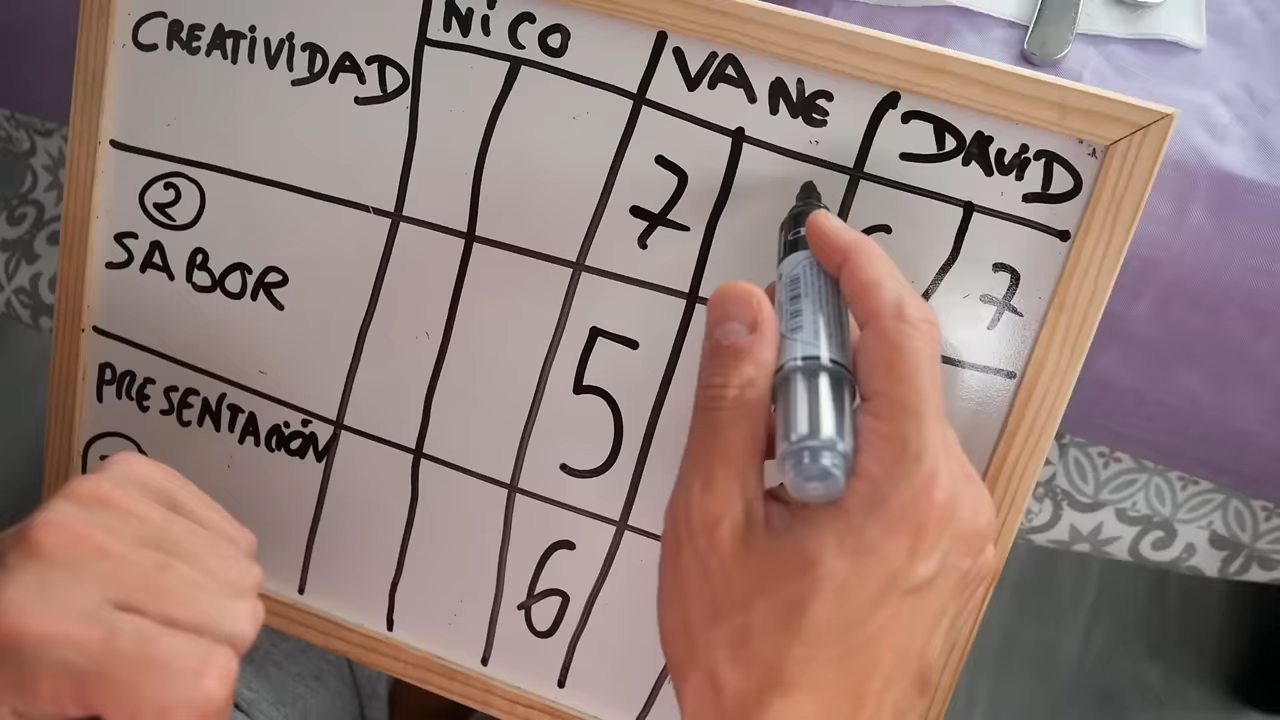 NiCO
VANE
DAViD
CREATiViDAD
7
7
②
SABOR
5
PRESENTACiÓN
6